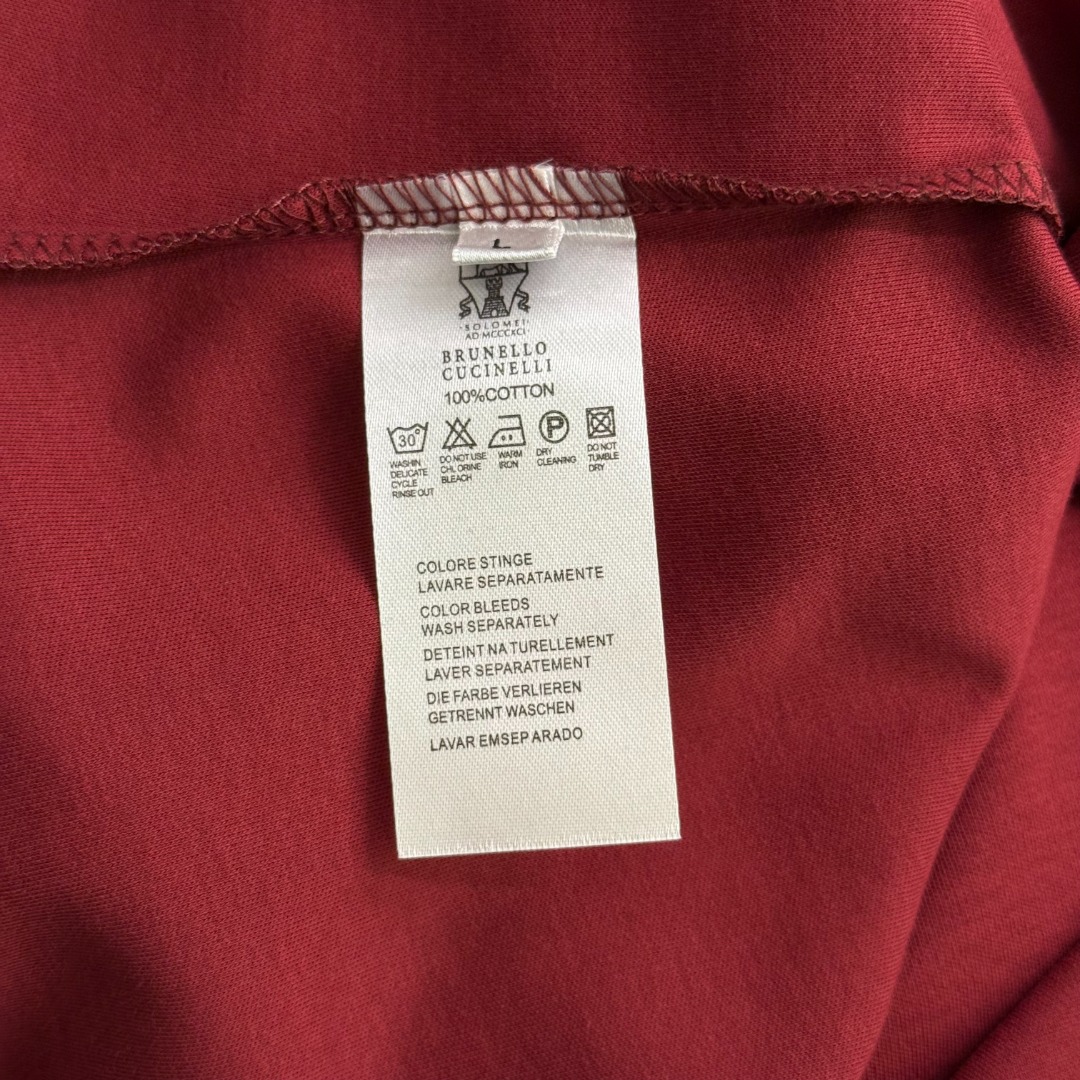 L
SOLOMEI
AD MCCCXCI
BRUNELLO
CUCINELLI
100%COTTON
30° P
WASHIN DO NOT USE WARM DRY DO NOT
DELICATE CHLORINE IRON CLEANING TUMBLE
CYCLE BLEACH DRY
RINSE OUT
COLORE STINGE
LAVARE SEPARATAMENTE
COLOR BLEEDS
WASH SEPARATELY
DETEINT NA TURELLEMENT
LAVER SEPARATEMENT
DIE FARBE VERLIEREN
GETRENNT WASCHEN
LAVAR EMSEP ARADO